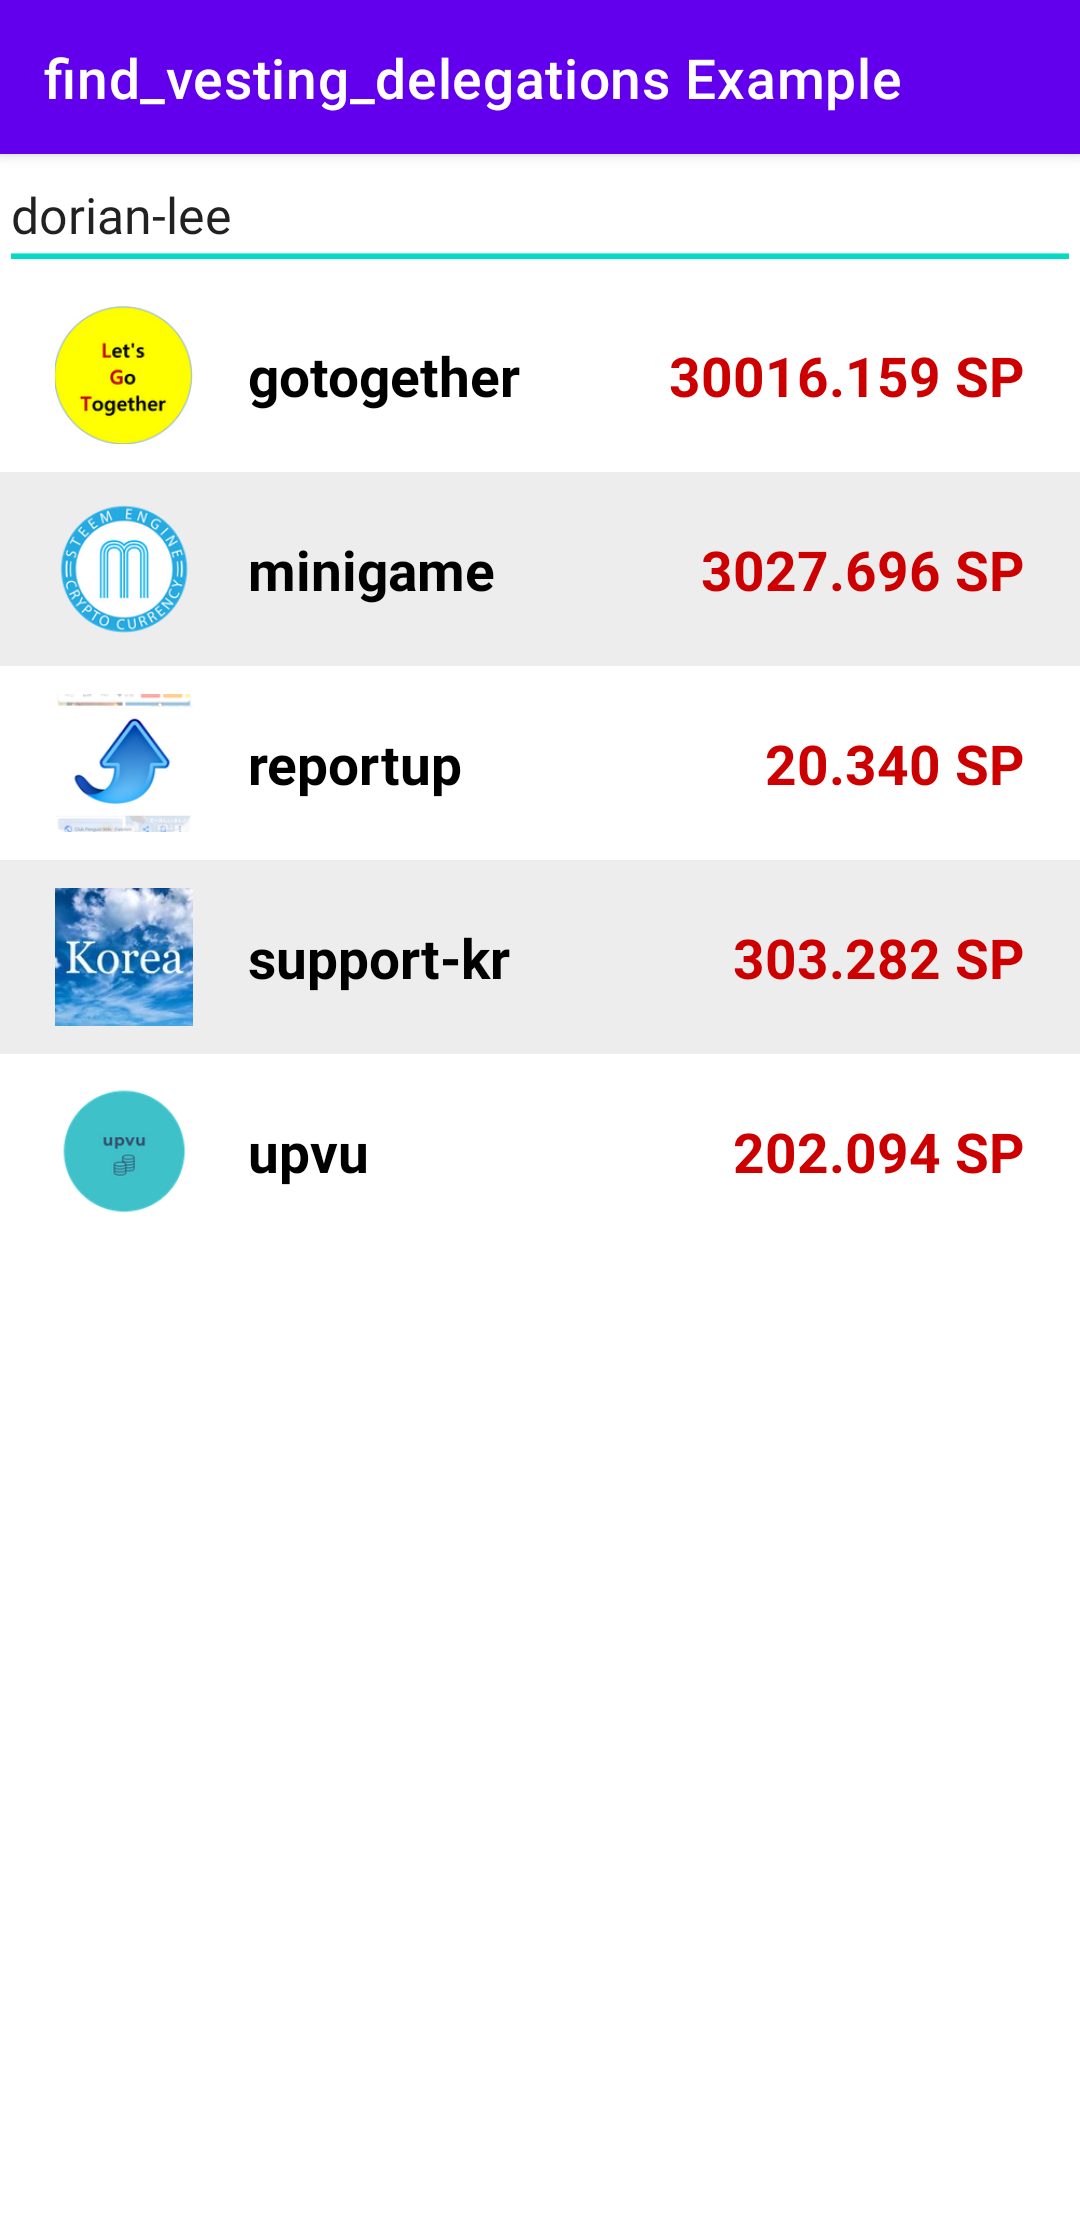 find_vesting_delegations Example
dorian-lee
Let's
Go
Together
gotogether 30016.159 SP
STEEM ENGINE
CRYPTO CURRENCY
minigame 3027.696 SP
reportup 20.340 SP
Korea
support-kr 303.282 SP
upvu
upvu 202.094 SP